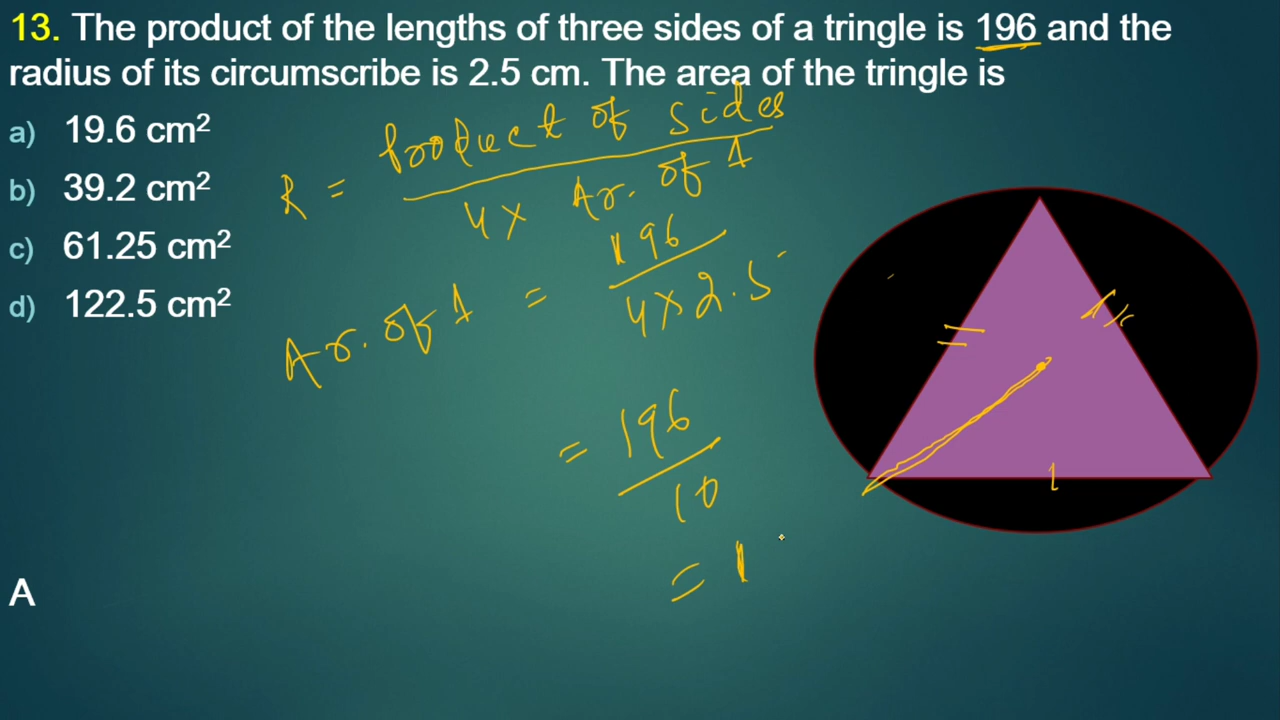 13. The product of the lengths of three sides of a tringle is 196 and the
radius of its circumscribe is 2.5 cm. The area of the tringle is
a) 19.6 cm²
b) 39.2 cm²
c) 61.25 cm²
d) 122.5 cm²
R = Product of sides
4 × Ar. of Δ
Ar. of Δ = 196
4 × 2.5
= 196
10
= 1
A